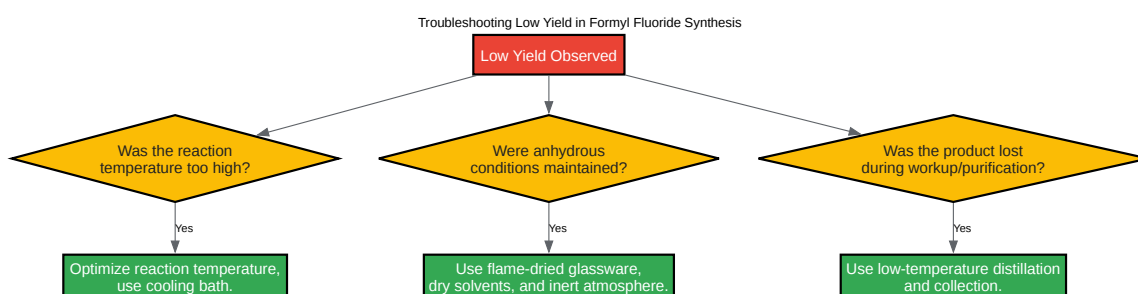 Troubleshooting Low Yield in Formyl Fluoride Synthesis
Low Yield Observed
Was the reaction
temperature too high?
Were anhydrous
conditions maintained?
Was the product lost
during workup/purification?
Yes
Yes
Yes
Optimize reaction temperature,
use cooling bath.
Use flame-dried glassware,
dry solvents, and inert atmosphere.
Use low-temperature distillation
and collection.